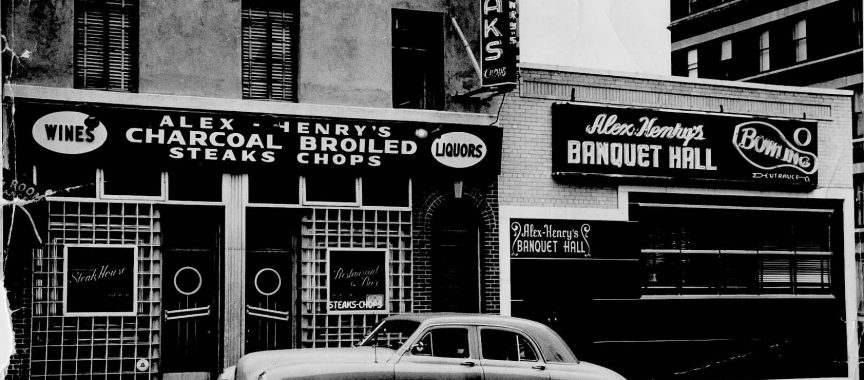 AKS
CHOPS
WINES
ALEX - HENRY'S
CHARCOAL BROILED
STEAKS CHOPS
LIQUORS
Alex-Henry's
BANQUET HALL
BOWLING
ENTRANCE
Alex-Henry's
BANQUET HALL
ROOM
Steak House
Restaurant
Bar
STEAKS-CHOPS